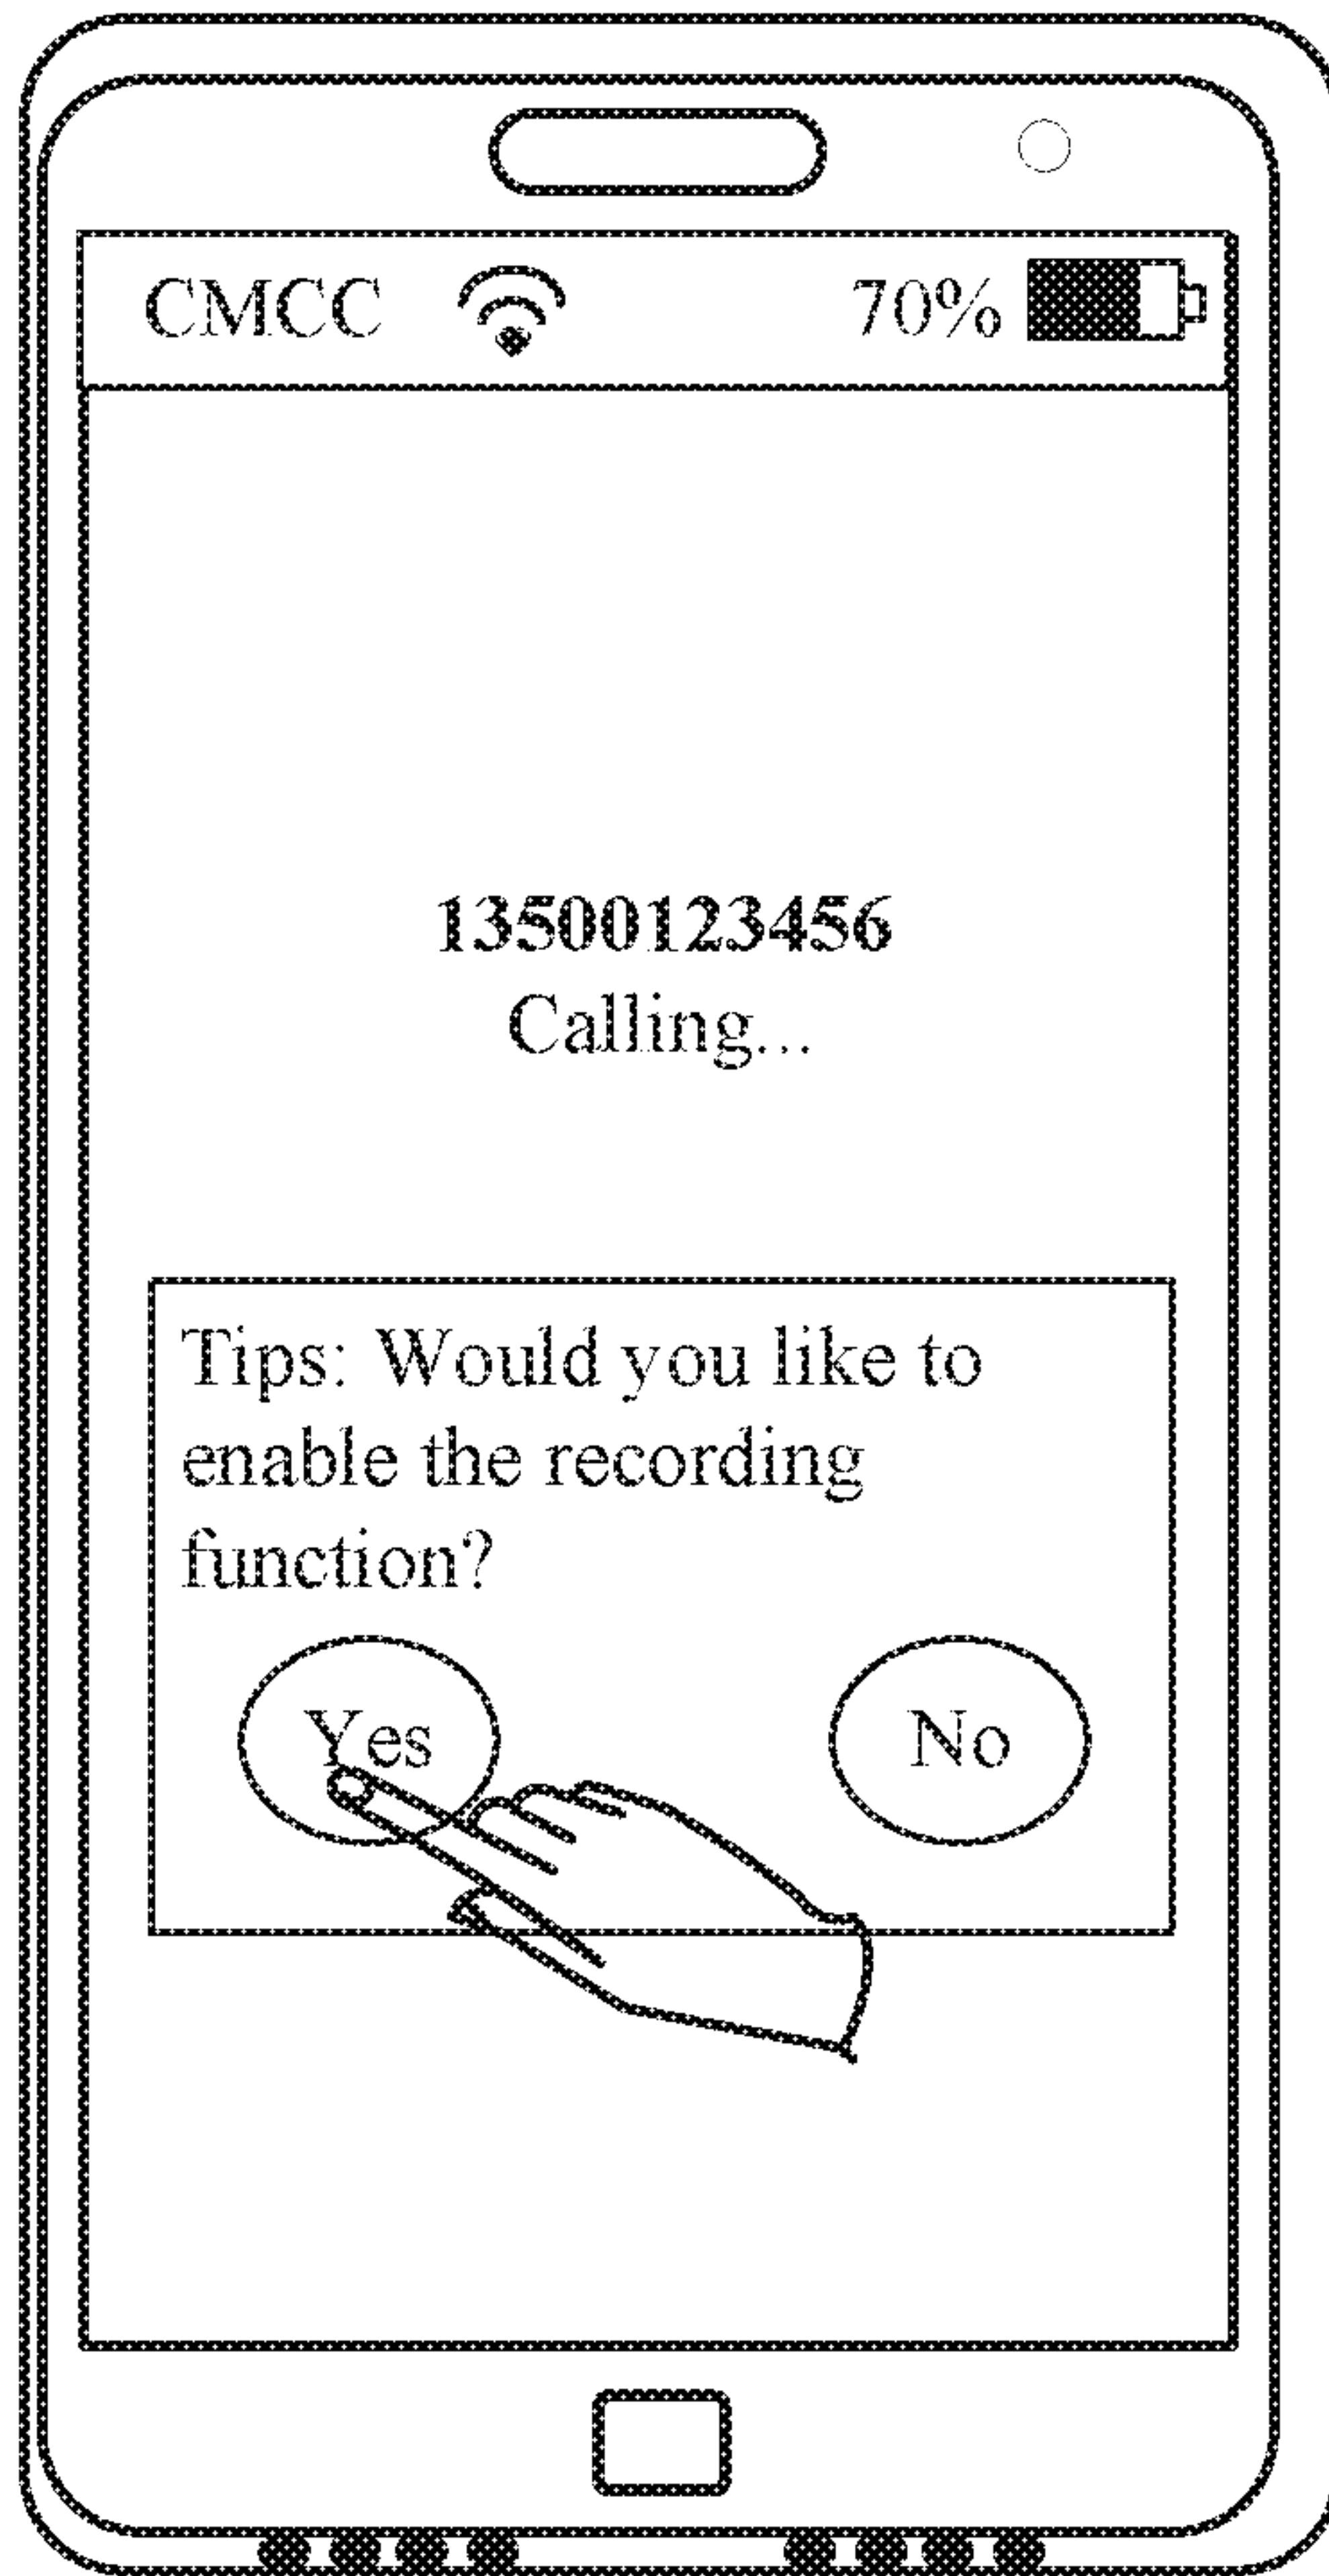 CMCC 70%
13500123456
Calling...
Tips: Would you like to
enable the recording
function?
Yes No